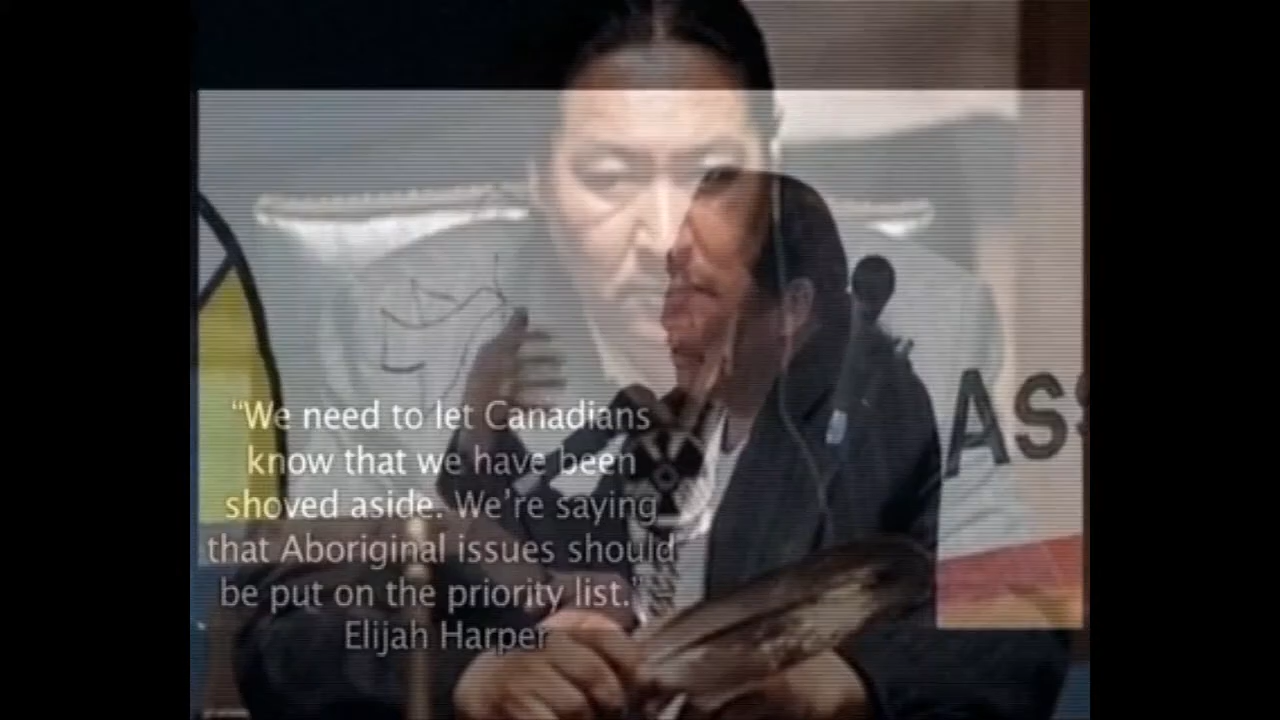 “We need to let Canadians
know that we have been
shoved aside. We’re saying
that Aboriginal issues should
be put on the priority list.”
Elijah Harper
ASS